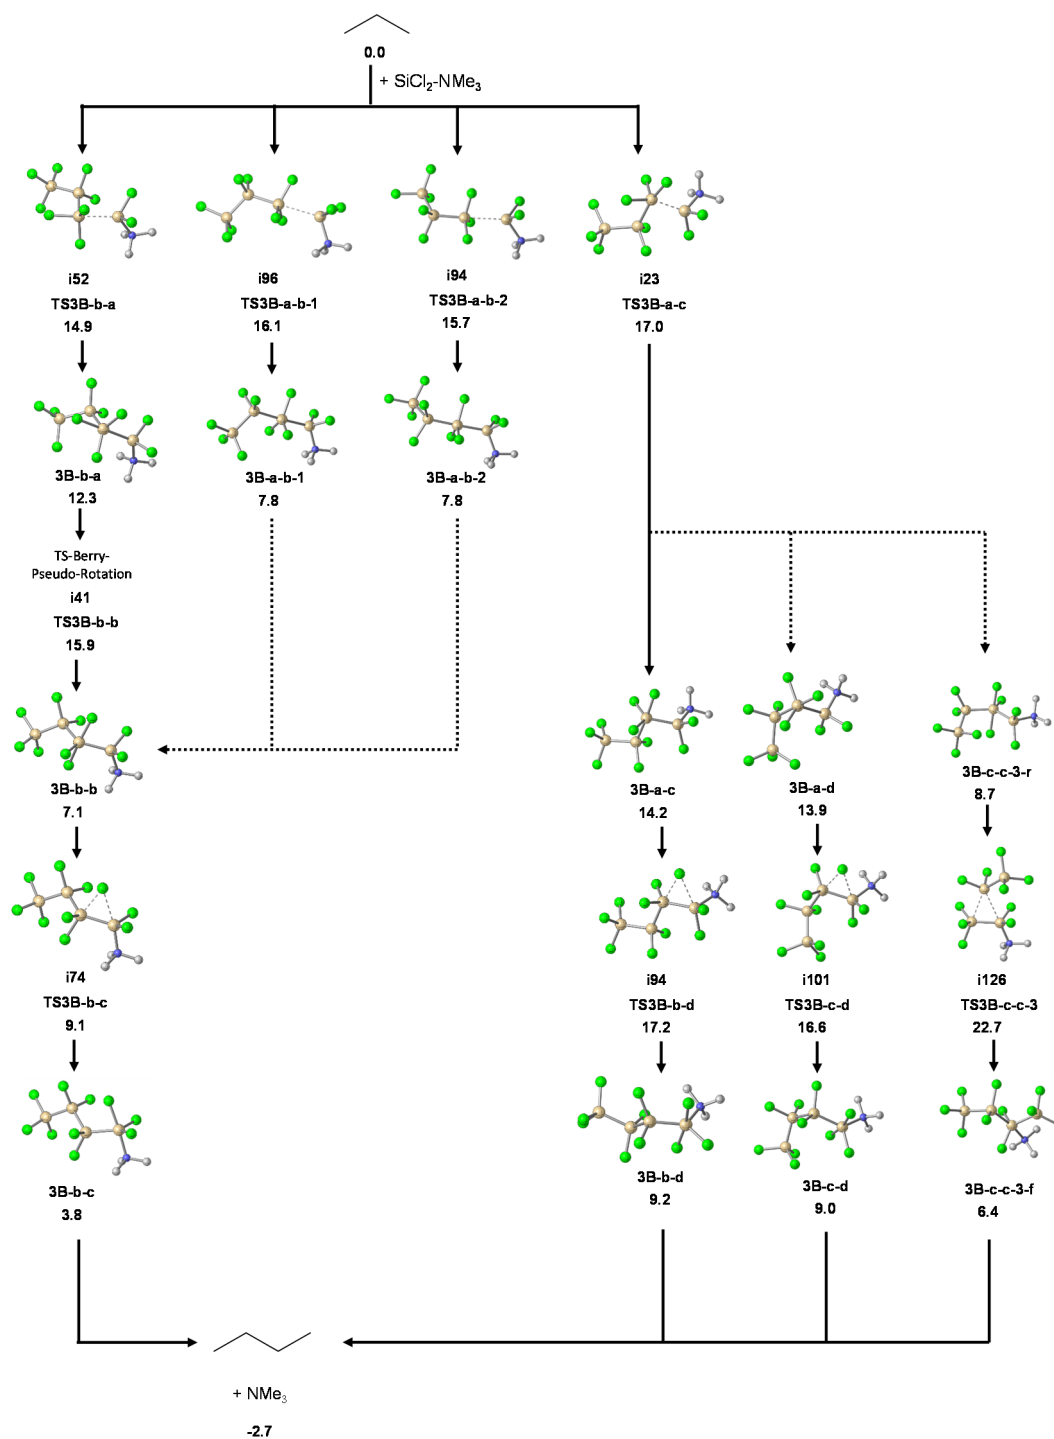 0.0
+ SiCl2-NMe3
i52
TS3B-b-a
14.9
i96
TS3B-a-b-1
16.1
i94
TS3B-a-b-2
15.7
i23
TS3B-a-c
17.0
3B-b-a
12.3
3B-a-b-1
7.8
3B-a-b-2
7.8
TS-Berry-
Pseudo-Rotation
i41
TS3B-b-b
15.9
3B-b-b
7.1
3B-a-c
14.2
3B-a-d
13.9
3B-c-c-3-r
8.7
i74
TS3B-b-c
9.1
i94
TS3B-b-d
17.2
i101
TS3B-c-d
16.6
i126
TS3B-c-c-3
22.7
3B-b-c
3.8
3B-b-d
9.2
3B-c-d
9.0
3B-c-c-3-f
6.4
+ NMe3
-2.7